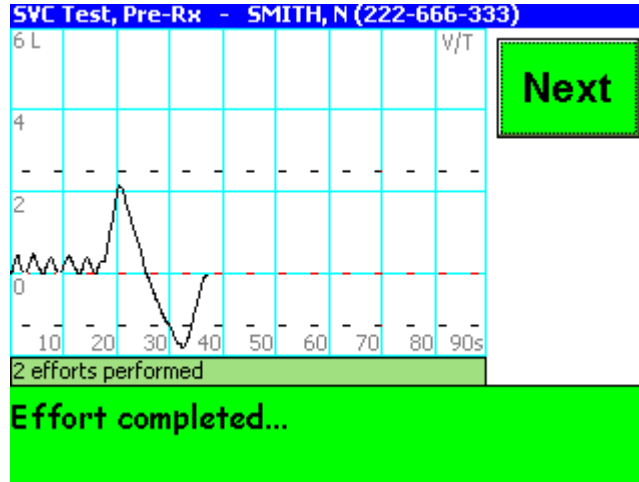 SVC Test, Pre-Rx - SMITH, N (222-666-333)
6 L V/T
Next
4
2
0
10 20 30 40 50 60 70 80 90s
2 efforts performed
Effort completed...